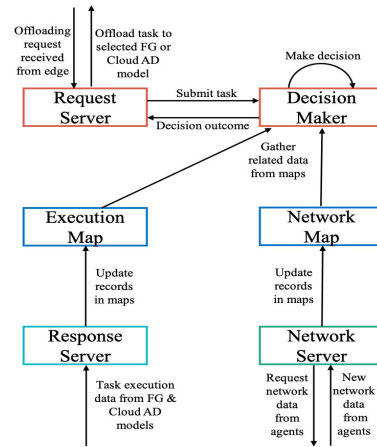 Offloading
request
received
from edge
Offload task to
selected FG or
Cloud AD
model
Make decision
Request
Server
Submit task
Decision outcome
Decision
Maker
Gather
related data
from maps
Execution
Map
Network
Map
Update
records
in maps
Update
records
in maps
Response
Server
Network
Server
Task execution
data from FG &
Cloud AD
models
Request
network
data
from
agents
New
network
data
from
agents